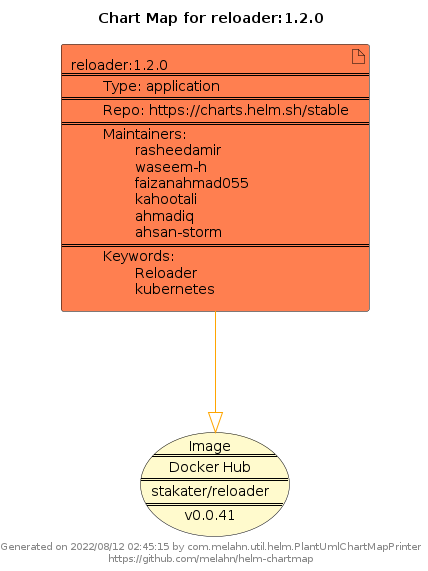 Chart Map for reloader:1.2.0
reloader:1.2.0
Type: application
Repo: https://charts.helm.sh/stable
Maintainers:
rasheedamir
waseem-h
faizanahmad055
kahootali
ahmadiq
ahsan-storm
Keywords:
Reloader
kubernetes
Image
Docker Hub
stakater/reloader
v0.0.41
Generated on 2022/08/12 02:45:15 by com.melahn.util.helm.PlantUmlChartMapPrinter
https://github.com/melahn/helm-chartmap